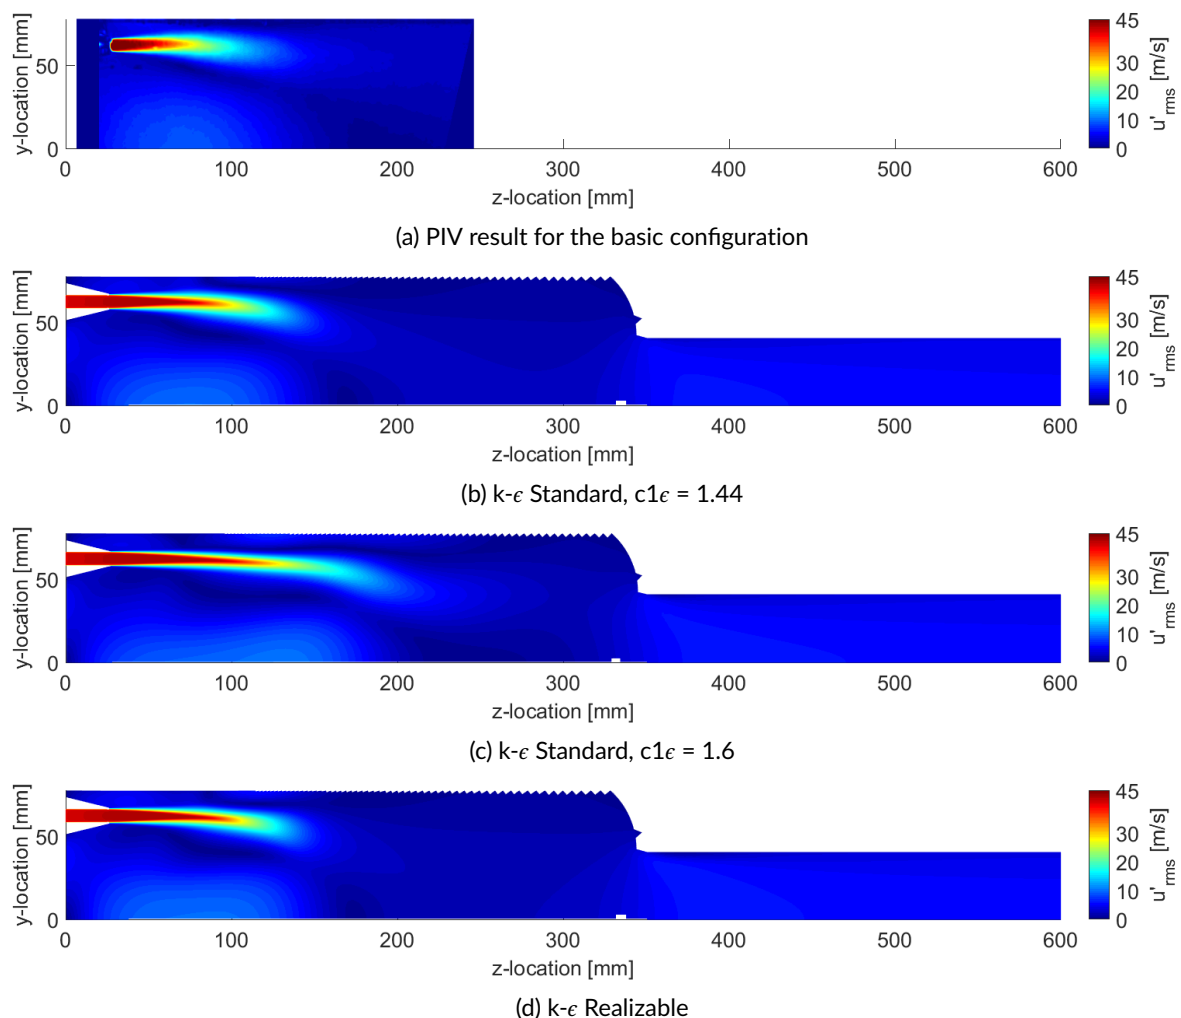 y-location [mm]
50
0
0 100 200 300 400 500 600
z-location [mm]
45
30
20
10
0
u'rms [m/s]
(a) PIV result for the basic configuration
y-location [mm]
50
0
0 100 200 300 400 500 600
z-location [mm]
45
30
20
10
0
u'rms [m/s]
(b) k-ϵ Standard, c1ϵ = 1.44
y-location [mm]
50
0
0 100 200 300 400 500 600
z-location [mm]
45
30
20
10
0
u'rms [m/s]
(c) k-ϵ Standard, c1ϵ = 1.6
y-location [mm]
50
0
0 100 200 300 400 500 600
z-location [mm]
45
30
20
10
0
u'rms [m/s]
(d) k-ϵ Realizable